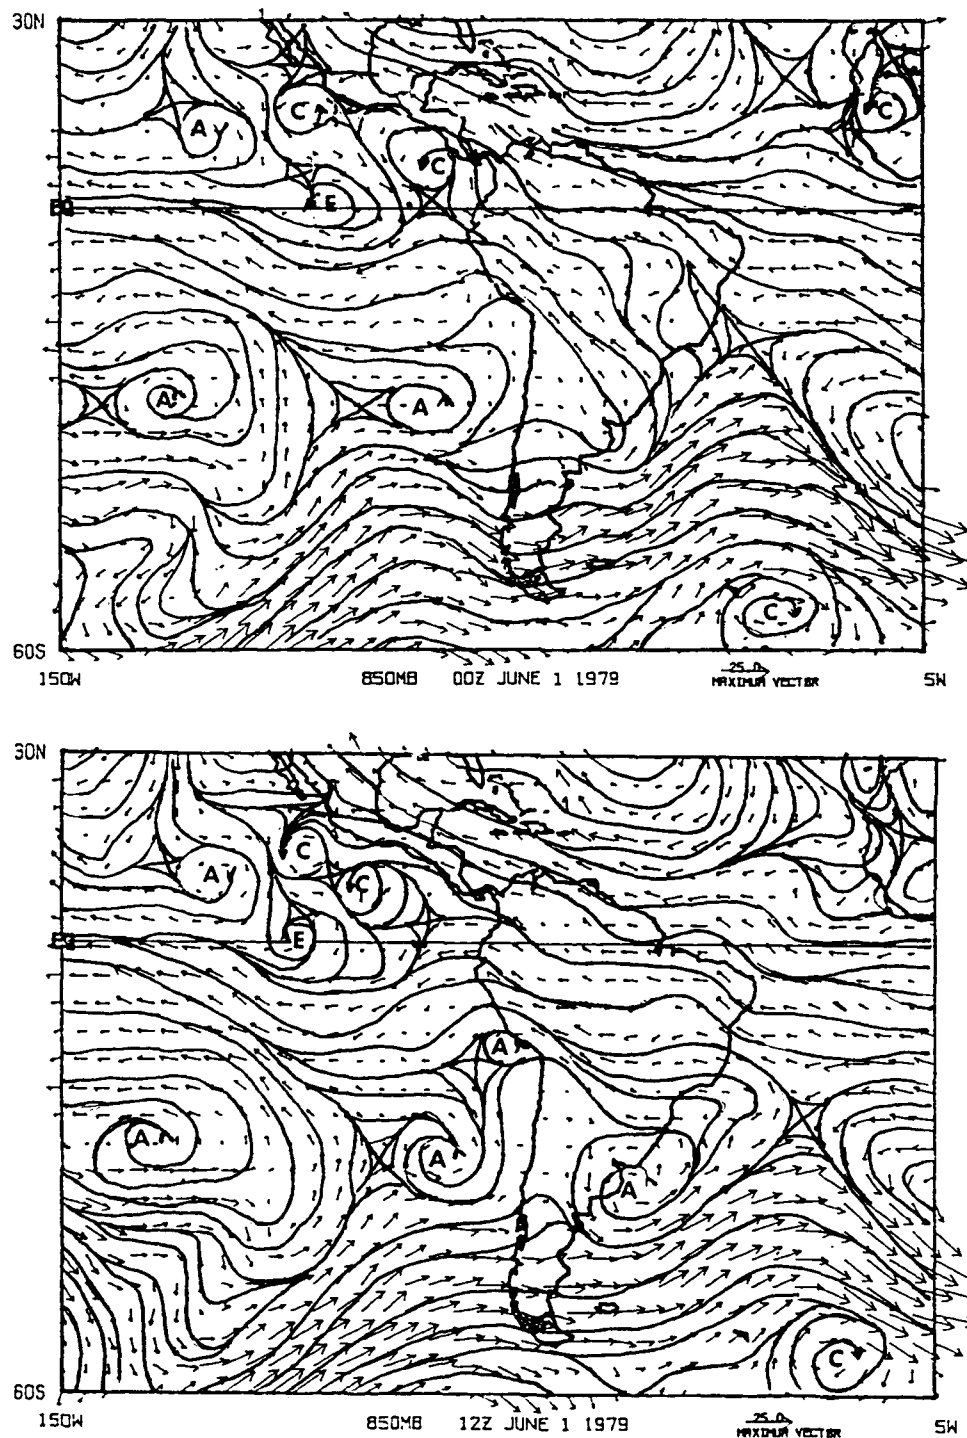 30N
A
C
C
C
EQ
E
A
A
C
60S
150W 850MB 00Z JUNE 1 1979 25.0 5W
MAXIMUM VECTOR
30N
C
A
C
EQ
E
A
A
A
A
C
60S
150W 850MB 12Z JUNE 1 1979 25.0 5W
MAXIMUM VECTOR